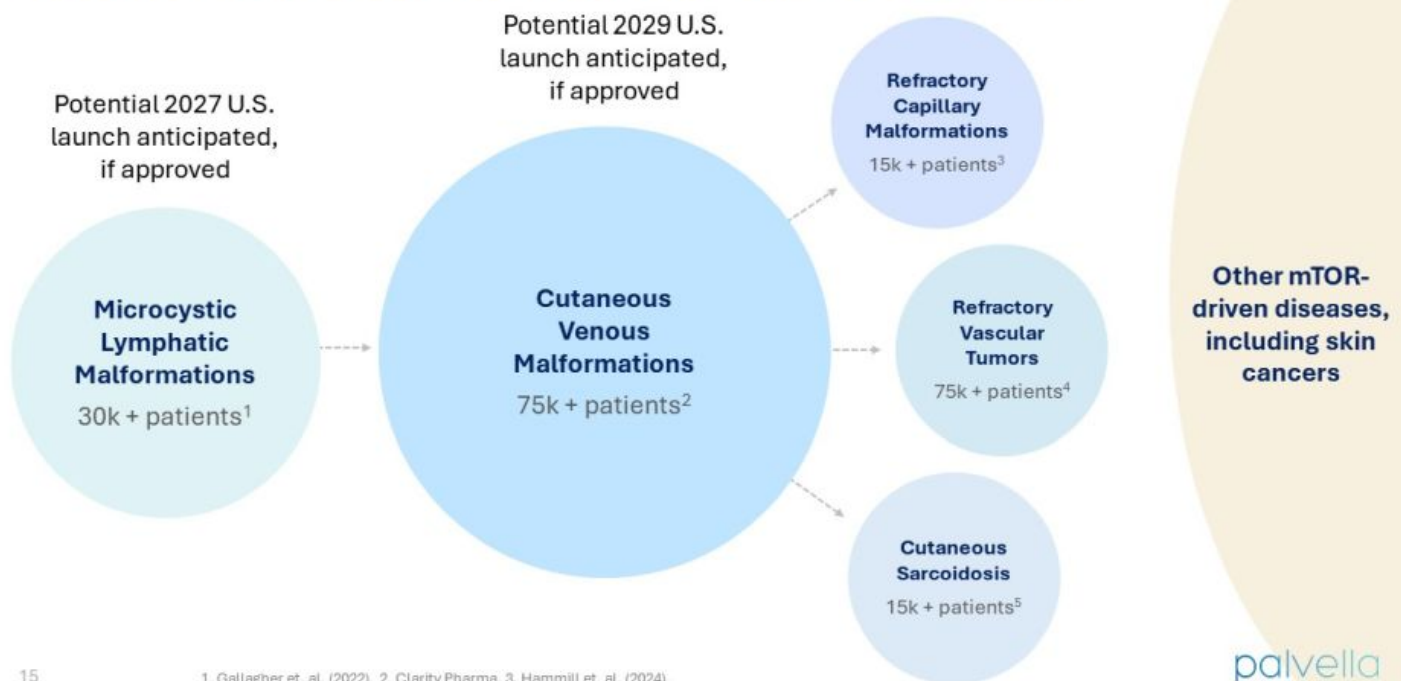 Potential 2027 U.S.
launch anticipated,
if approved
Microcystic
Lymphatic
Malformations
30k + patients¹
Potential 2029 U.S.
launch anticipated,
if approved
Cutaneous
Venous
Malformations
75k + patients²
Refractory
Capillary
Malformations
15k + patients³
Refractory
Vascular
Tumors
75k + patients⁴
Cutaneous
Sarcoidosis
15k + patients⁵
Other mTOR-
driven diseases,
including skin
cancers
15
1. Gallagher et. al. (2022). 2. Clarity Pharma. 3. Hammill et. al. (2024).
palvella